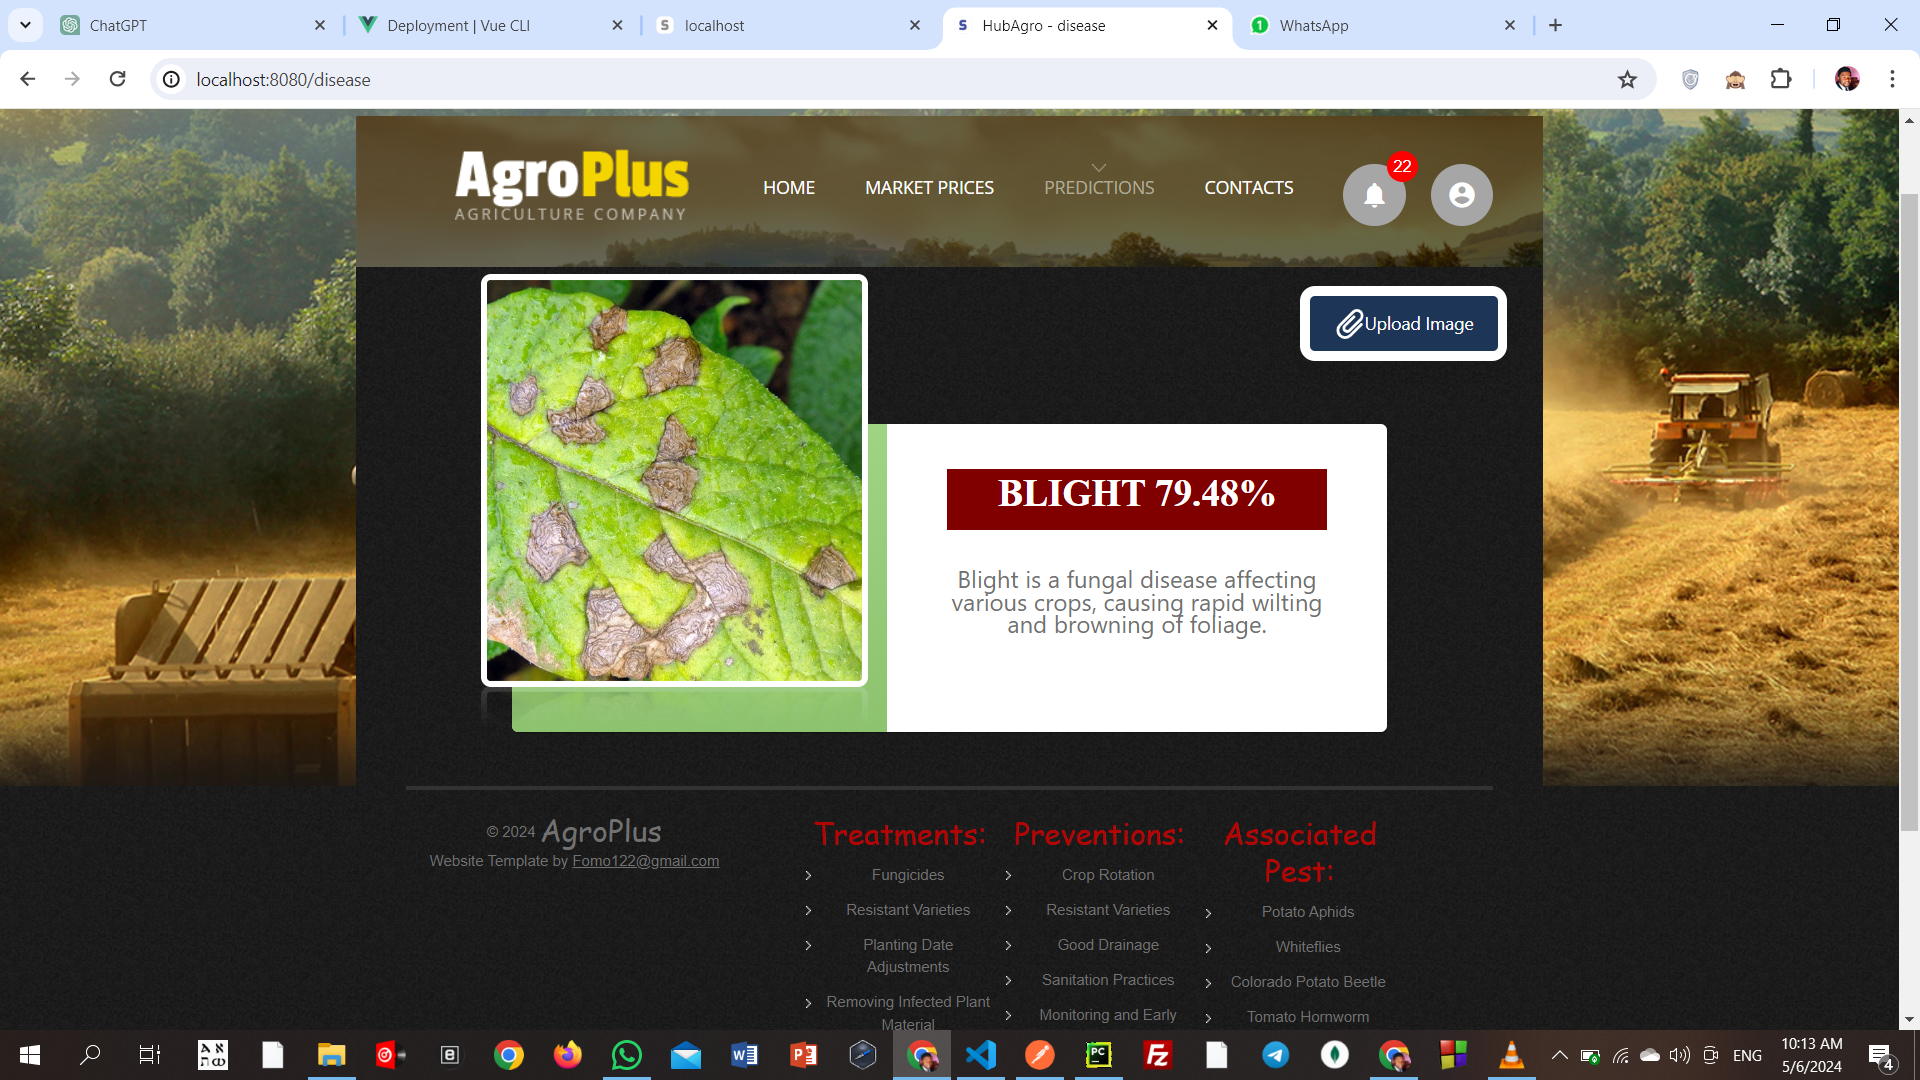 ChatGPT
Deployment | Vue CLI
S localhost
S HubAgro - disease
1 WhatsApp
localhost:8080/disease
AgroPlus
AGRICULTURE COMPANY
HOME
MARKET PRICES
PREDICTIONS
CONTACTS
22
Upload Image
BLIGHT 79.48%
Blight is a fungal disease affecting
various crops, causing rapid wilting
and browning of foliage.
© 2024 AgroPlus
Website Template by Fomo122@gmail.com
Treatments:
Fungicides
Resistant Varieties
Planting Date
Adjustments
Removing Infected Plant
Material
Preventions:
Crop Rotation
Resistant Varieties
Good Drainage
Sanitation Practices
Monitoring and Early
Associated
Pest:
Potato Aphids
Whiteflies
Colorado Potato Beetle
Tomato Hornworm
ENG
10:13 AM
5/6/2024
4